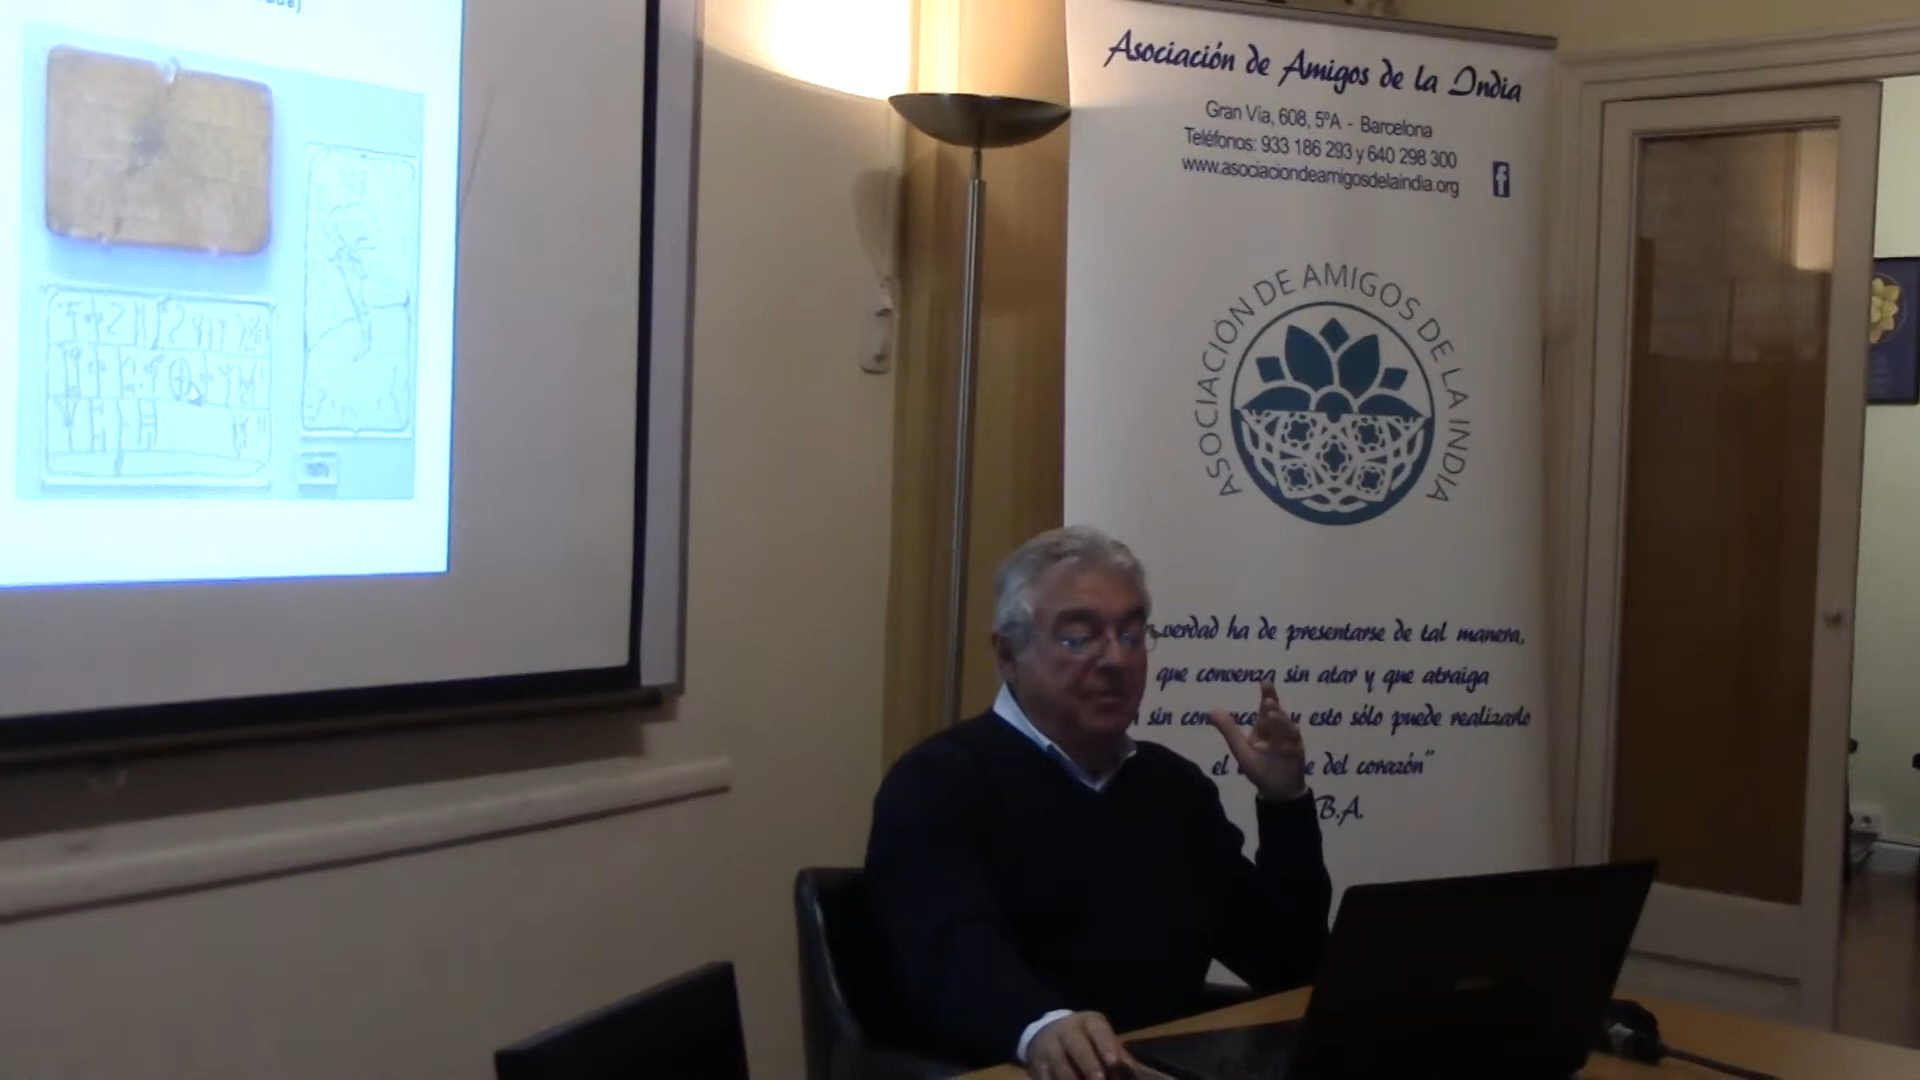 Asociación de Amigos de la India
Gran Vía, 608, 5ºA - Barcelona
Teléfonos: 933 186 293 y 640 298 300
www.asociaciondeamigosdelaindia.org
f
ASOCIACIÓN DE AMIGOS DE LA INDIA
verdad ha de presentarse de tal manera,
que convenza sin atar y que atraiga
sin y esto sólo puede realizarlo
el del corazón"
B.A.